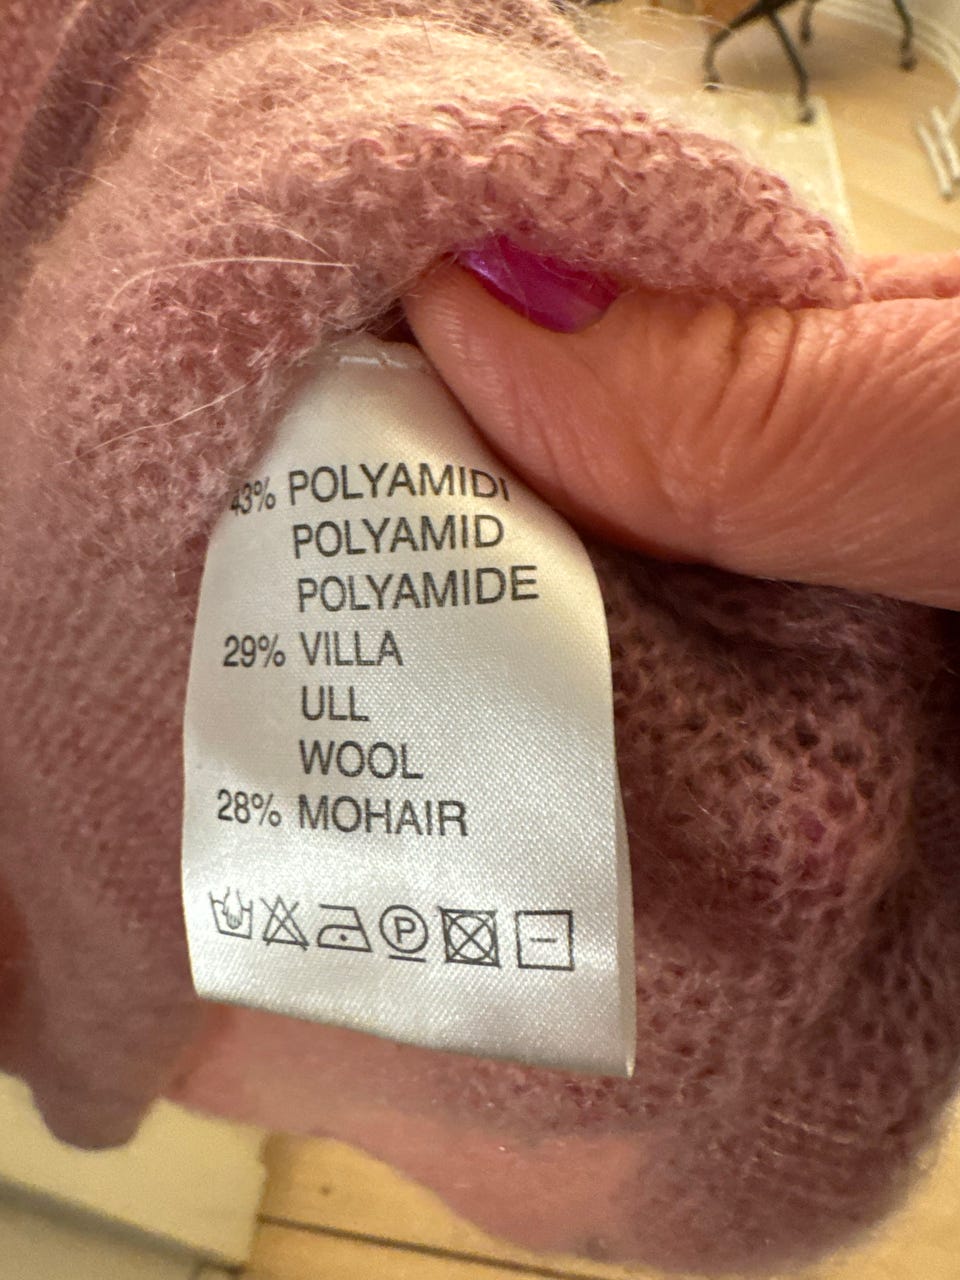 43% POLYAMIDI
POLYAMID
POLYAMIDE
29% VILLA
ULL
WOOL
28% MOHAIR
P